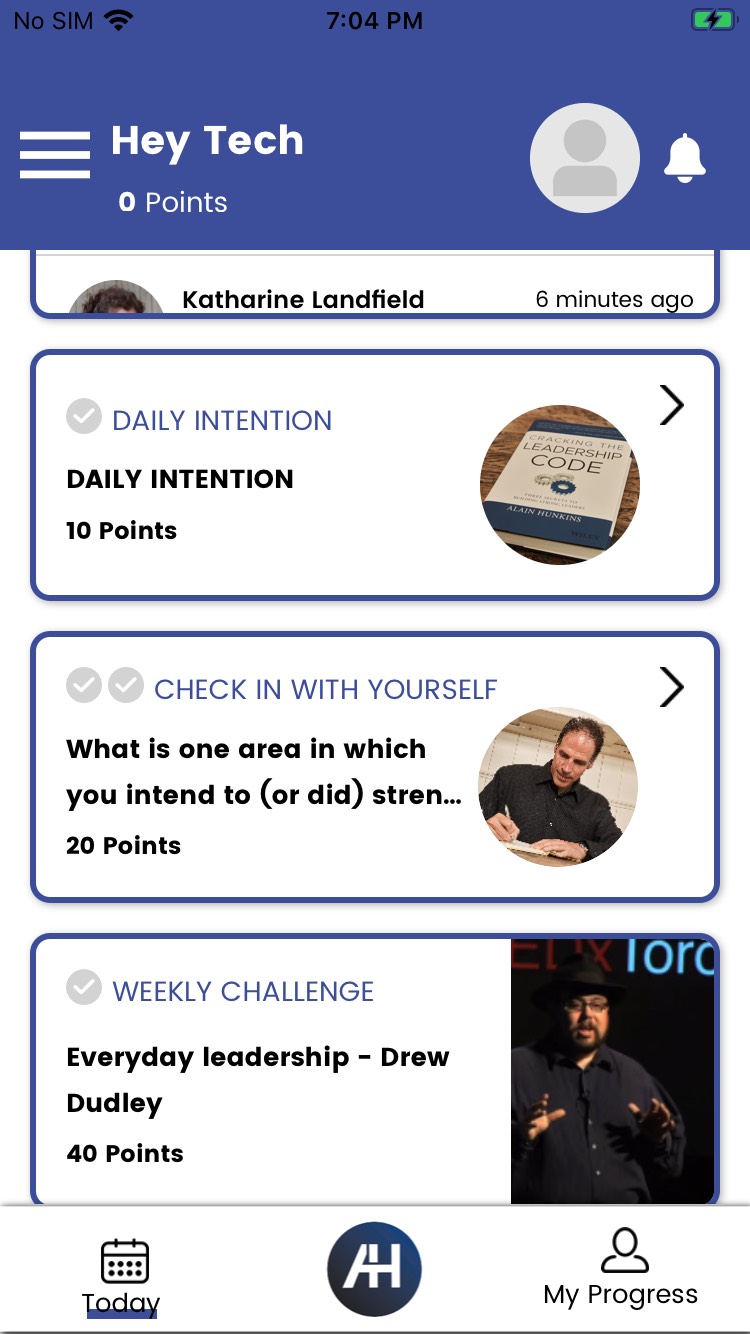 No SIM 7:04 PM
Hey Tech
0 Points
Katharine Landfield 6 minutes ago
DAILY INTENTION
DAILY INTENTION
10 Points
CRACKING THE
LEADERSHIP
CODE
THREE SECRETS TO
BUILDING STRONG LEADERS
ALAIN HUNKINS
WILEY
CHECK IN WITH YOURSELF
What is one area in which
you intend to (or did) stren...
20 Points
WEEKLY CHALLENGE
Everyday leadership - Drew
Dudley
40 Points
EDxToro
AH
Today
My Progress